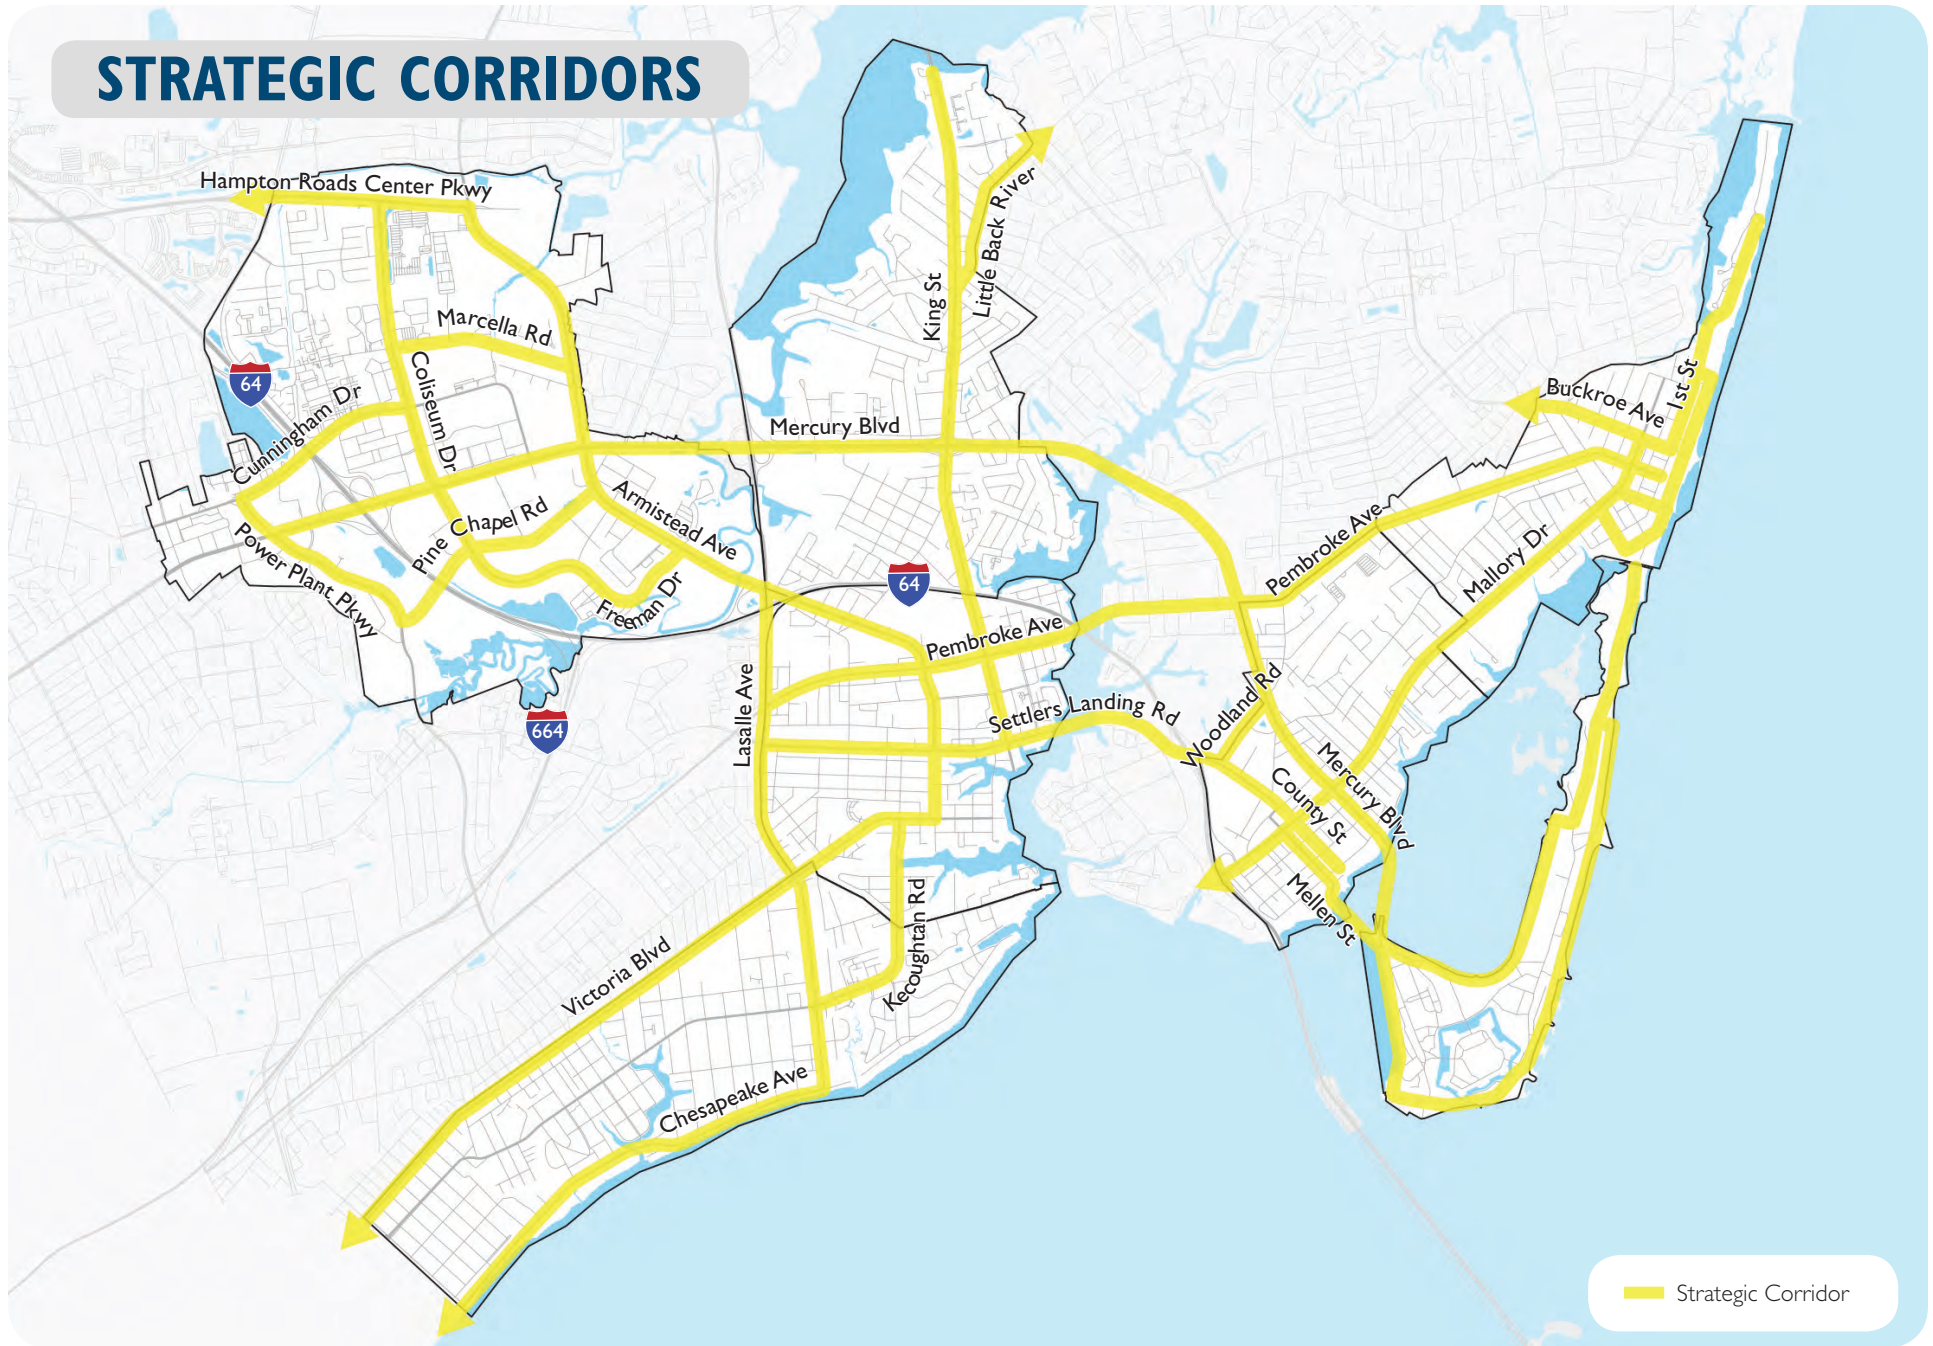 STRATEGIC CORRIDORS
Hampton Roads Center Pkwy
Little Back River
King St
Marcella Rd
64
Coliseum Dr
Cunningham Dr
1st St
Buckroe Ave
Mercury Blvd
Armistead Ave
Pine Chapel Rd
Power Plant Pkwy
Pembroke Ave
Mallory Dr
64
Freeman Dr
Pembroke Ave
Lasalle Ave
Woodland Rd
Settlers Landing Rd
664
Mercury Blvd
County St
Mellen St
Kecoughtan Rd
Victoria Blvd
Chesapeake Ave
Strategic Corridor